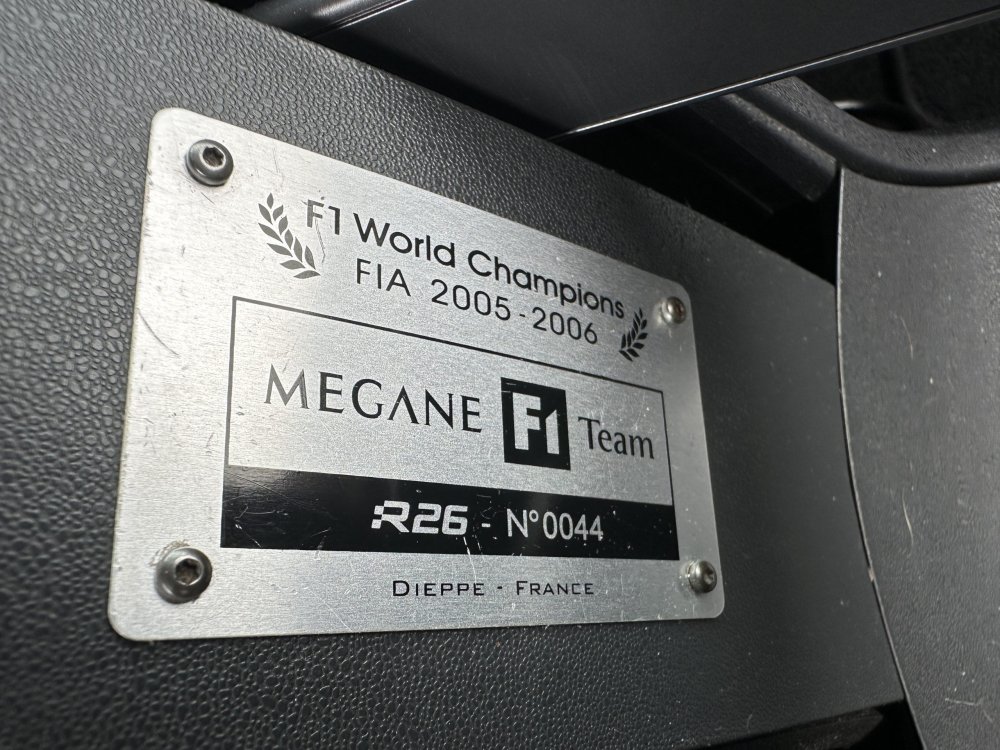 F1 World Champions
FIA 2005-2006
MEGANE F1 Team
R26 - N°0044
DIEPPE - FRANCE